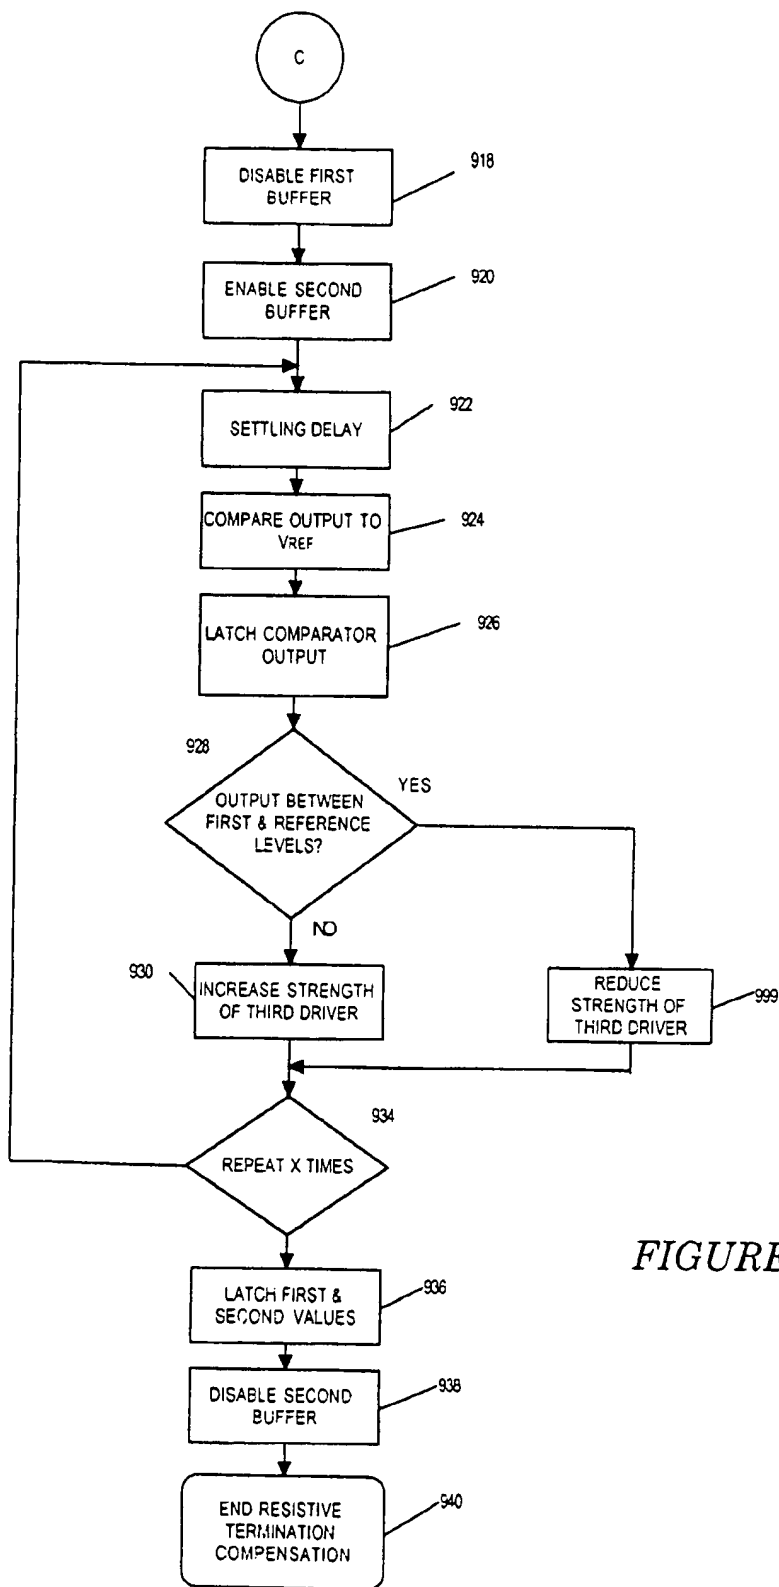 C
DISABLE FIRST
BUFFER
918
ENABLE SECOND
BUFFER
920
SETTLING DELAY
922
COMPARE OUTPUT TO
VREF
924
LATCH COMPARATOR
OUTPUT
926
928
OUTPUT BETWEEN
FIRST & REFERENCE
LEVELS?
YES
NO
930
INCREASE STRENGTH
OF THIRD DRIVER
REDUCE
STRENGTH OF
THIRD DRIVER
999
934
REPEAT X TIMES
FIGURE
LATCH FIRST &
SECOND VALUES
936
DISABLE SECOND
BUFFER
938
END RESISTIVE
TERMINATION
COMPENSATION
940